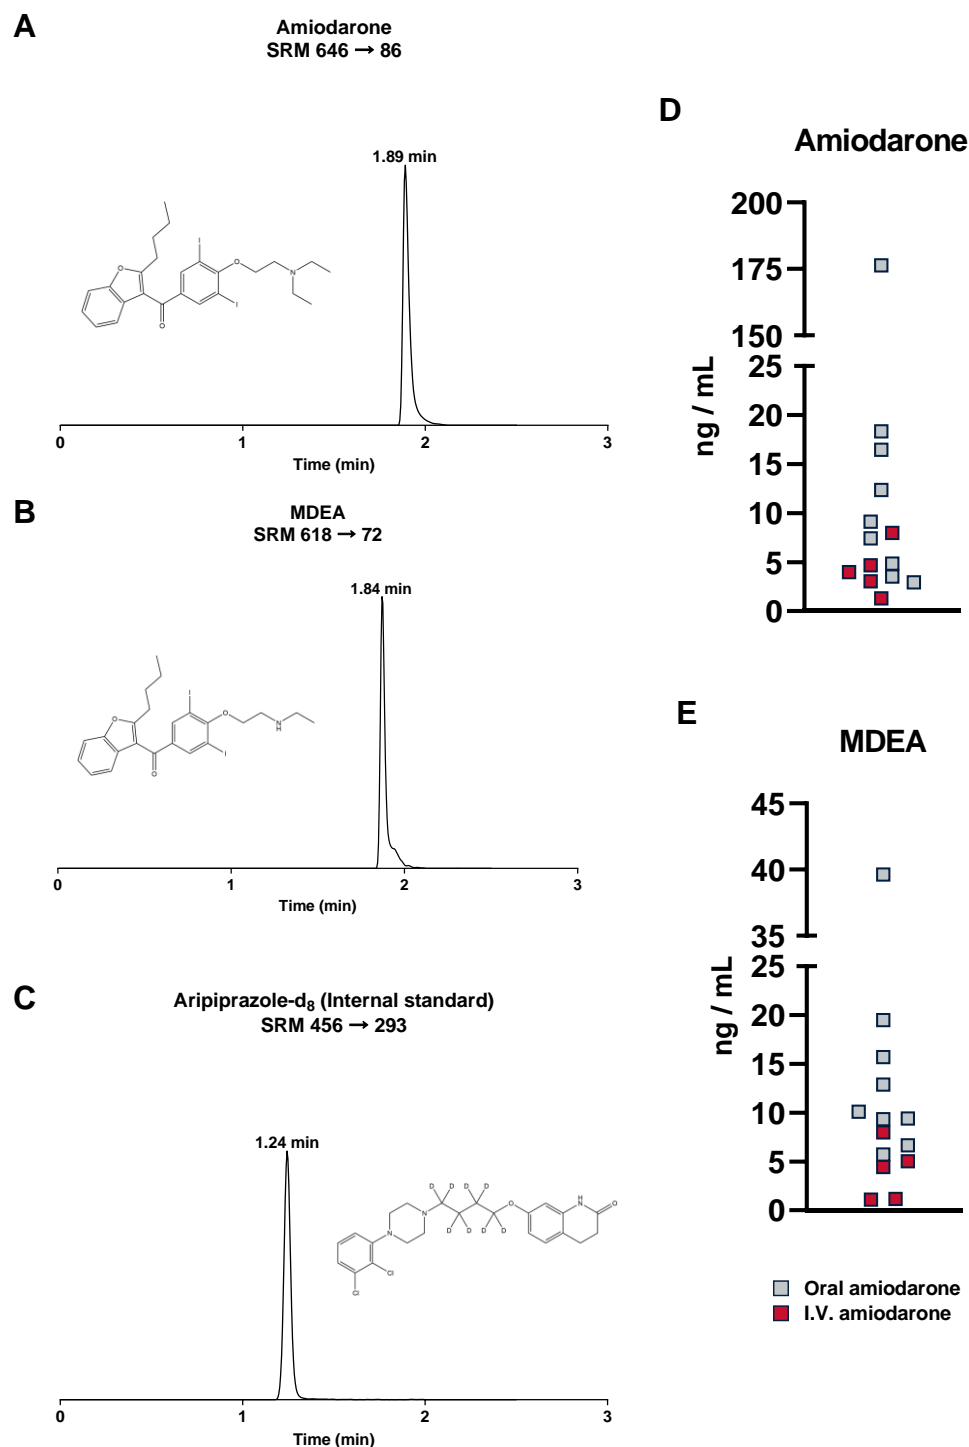 A
Amiodarone
SRM 646 → 86
1.89 min
I
O
O
N
I
O
0
1
2
3
Time (min)
B
MDEA
SRM 618 → 72
1.84 min
I
O
O
N
H
I
O
0
1
2
3
Time (min)
C
Aripiprazole-d8 (Internal standard)
SRM 456 → 293
1.24 min
D D D D
H
N
O
O
N
D D D D
N
Cl
Cl
0
1
2
3
Time (min)
D
Amiodarone
200
175
150
25
20
15
10
5
0
ng / mL
E
MDEA
45
40
35
25
20
15
10
5
0
ng / mL
Oral amiodarone
I.V. amiodarone